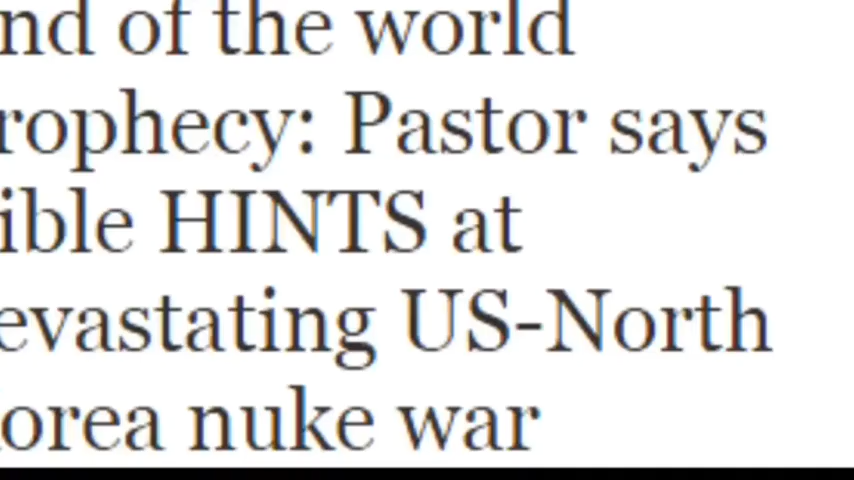 nd of the world
rophecy: Pastor says
ible HINTS at
evastating US-North
orea nuke war